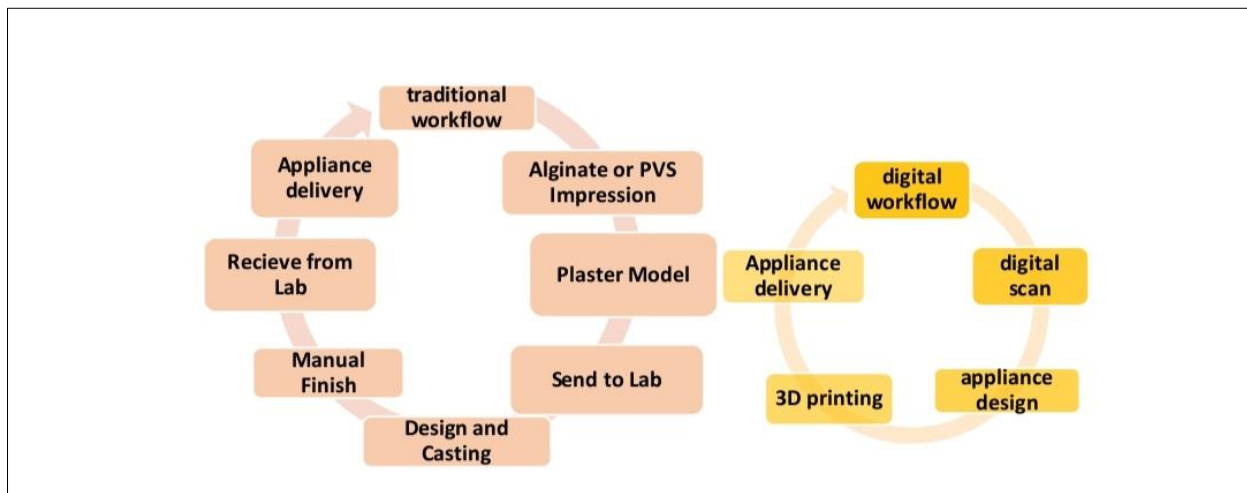 traditional
workflow
Alginate or PVS
Impression
Plaster Model
Send to Lab
Design and
Casting
Manual
Finish
Recieve from
Lab
Appliance
delivery
digital
workflow
digital
scan
appliance
design
3D printing
Appliance
delivery